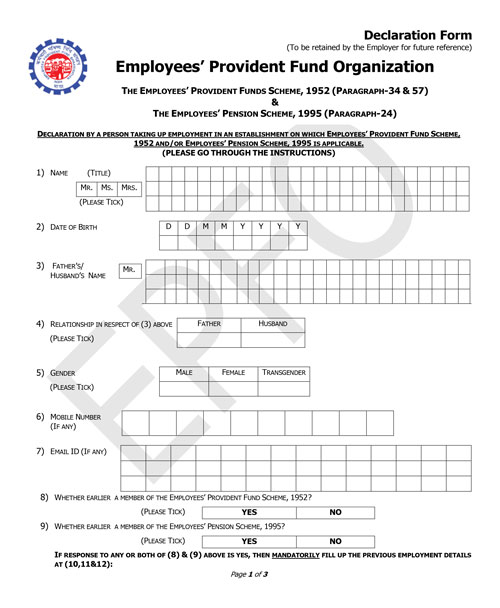 Declaration Form
(To be retained by the Employer for future reference)
Employees' Provident Fund Organization
THE EMPLOYEES' PROVIDENT FUNDS SCHEME, 1952 (PARAGRAPH-34 & 57)
&
THE EMPLOYEES' PENSION SCHEME, 1995 (PARAGRAPH-24)
DECLARATION BY A PERSON TAKING UP EMPLOYMENT IN AN ESTABLISHMENT ON WHICH EMPLOYEES' PROVIDENT FUND SCHEME,
1952 AND/OR EMPLOYEES' PENSION SCHEME, 1995 IS APPLICABLE.
(PLEASE GO THROUGH THE INSTRUCTIONS)
1) NAME (TITLE)
MR. MS. MRS.
(PLEASE TICK)
2) DATE OF BIRTH D D M M Y Y Y Y
3) FATHER'S/ MR.
HUSBAND'S NAME
4) RELATIONSHIP IN RESPECT OF (3) ABOVE FATHER HUSBAND
(PLEASE TICK)
5) GENDER MALE FEMALE TRANSGENDER
(PLEASE TICK)
6) MOBILE NUMBER
(IF ANY)
7) EMAIL ID (IF ANY)
8) WHETHER EARLIER A MEMBER OF THE EMPLOYEES' PROVIDENT FUND SCHEME, 1952?
(PLEASE TICK) YES NO
9) WHETHER EARLIER A MEMBER OF THE EMPLOYEES' PENSION SCHEME, 1995?
(PLEASE TICK) YES NO
IF RESPONSE TO ANY OR BOTH OF (8) & (9) ABOVE IS YES, THEN MANDATORILY FILL UP THE PREVIOUS EMPLOYMENT DETAILS
AT (10,11&12):
Page 1 of 3
EPFO